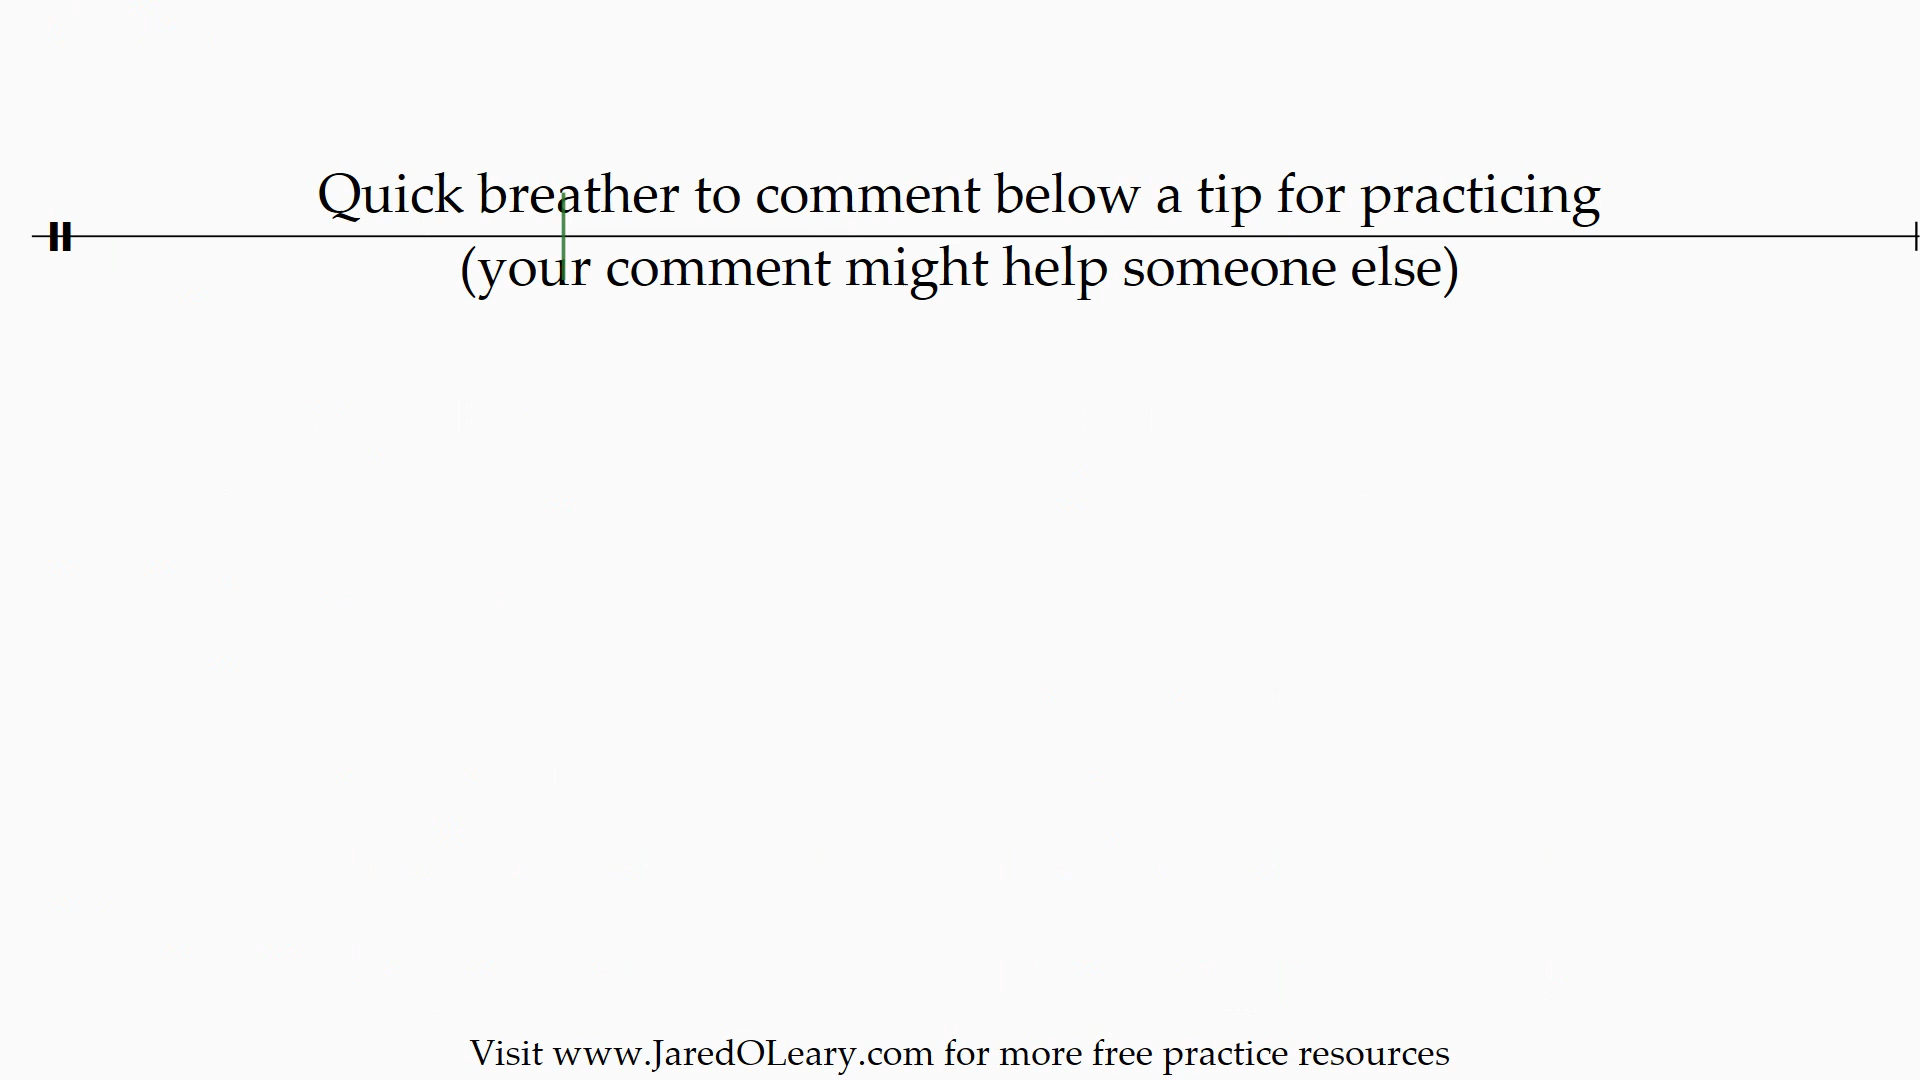 Quick breather to comment below a tip for practicing
(your comment might help someone else)
Visit www.JaredOLeary.com for more free practice resources